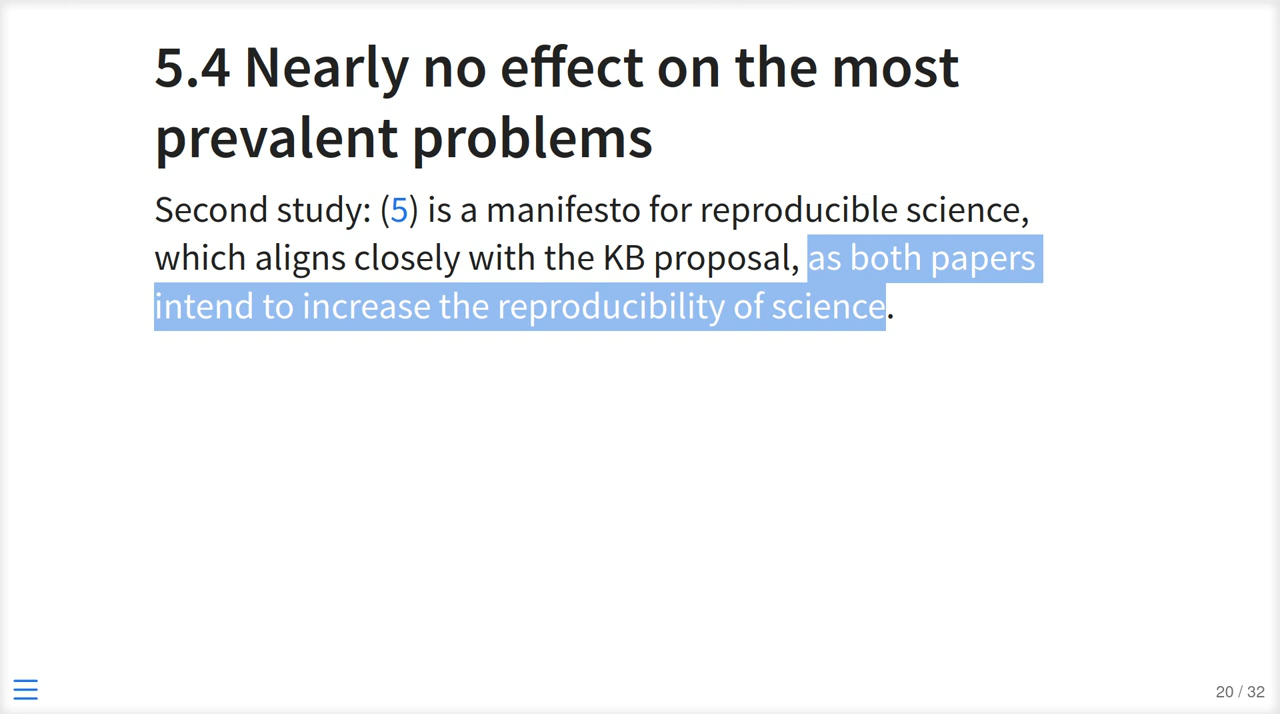 5.4 Nearly no effect on the most
prevalent problems
Second study: (5) is a manifesto for reproducible science,
which aligns closely with the KB proposal, as both papers
intend to increase the reproducibility of science.
20 / 32